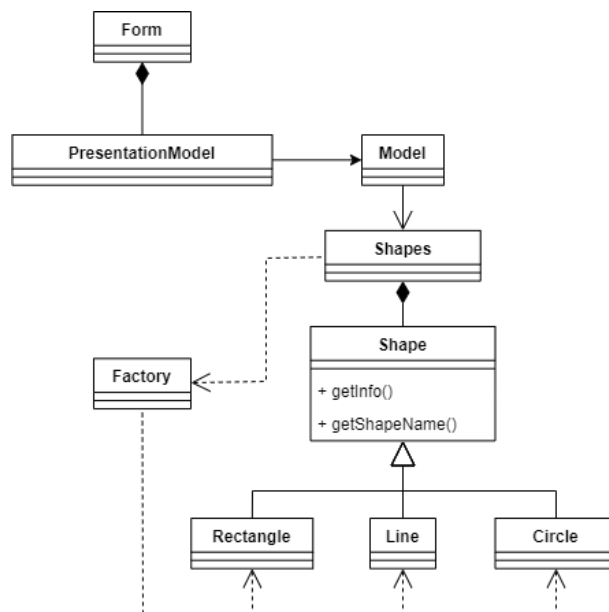 Form
PresentationModel
Model
Shapes
Shape
+ getInfo()
+ getShapeName()
Factory
Rectangle
Line
Circle